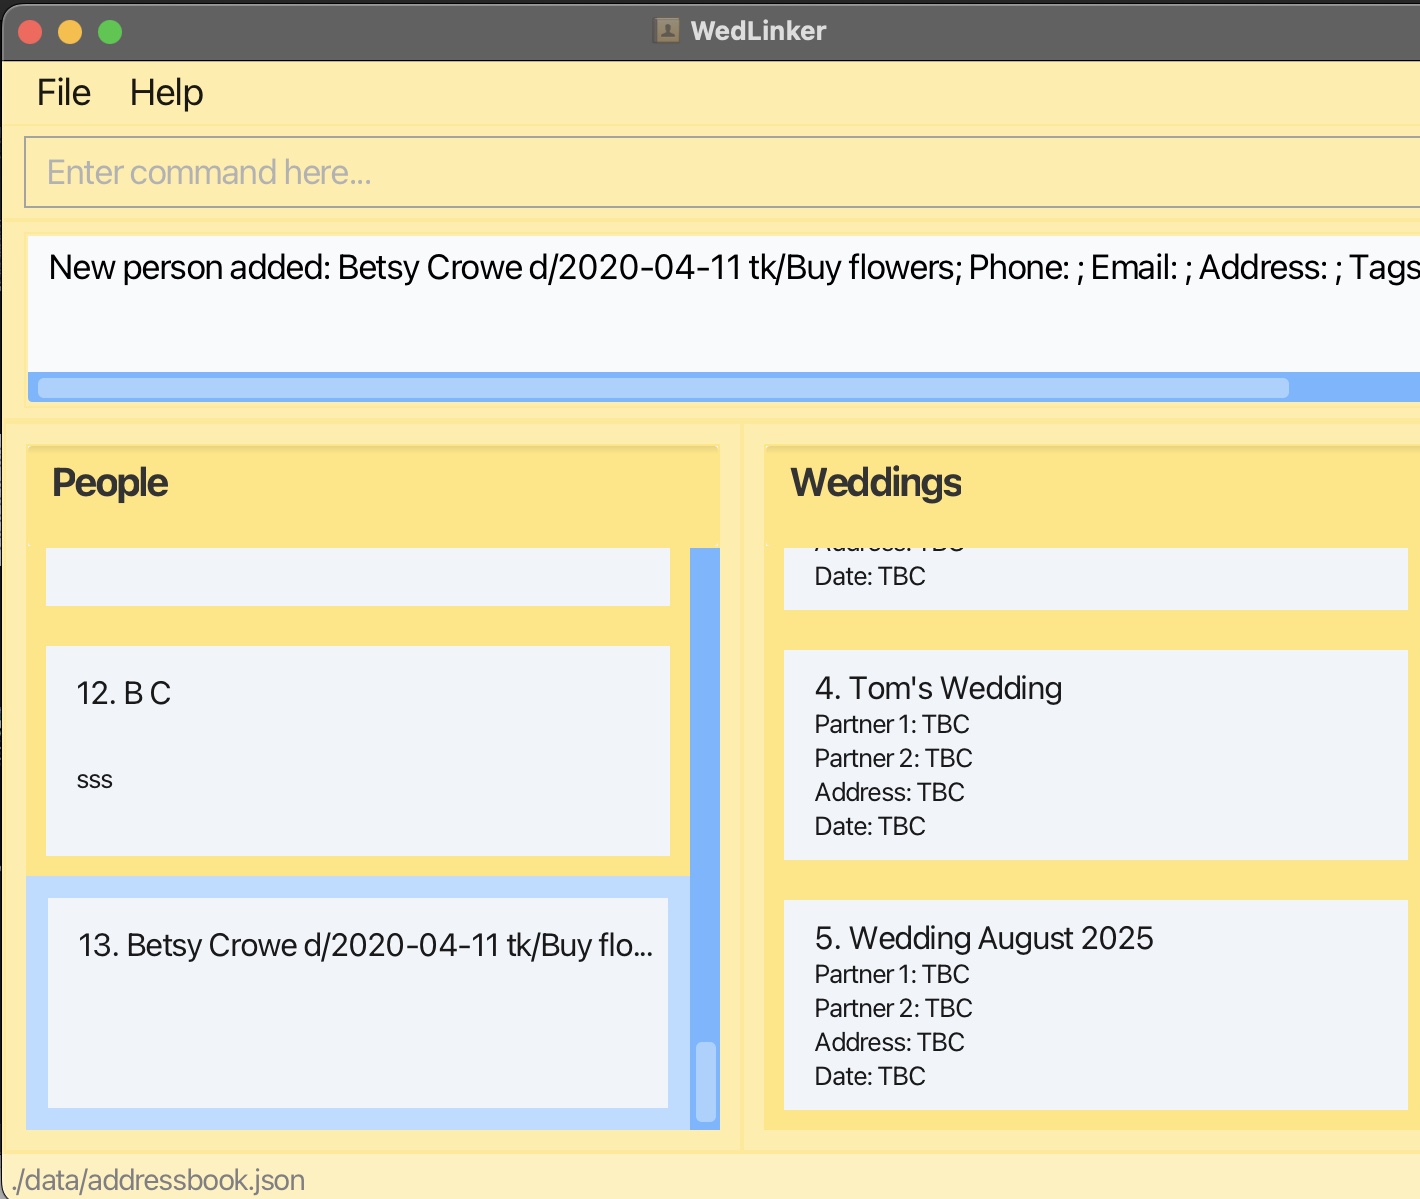 WedLinker
File Help
Enter command here...
New person added: Betsy Crowe d/2020-04-11 tk/Buy flowers; Phone: ; Email: ; Address: ; Tags
People
12. B C
sss
13. Betsy Crowe d/2020-04-11 tk/Buy flo...
Weddings
Address: TBC
Date: TBC
4. Tom's Wedding
Partner 1: TBC
Partner 2: TBC
Address: TBC
Date: TBC
5. Wedding August 2025
Partner 1: TBC
Partner 2: TBC
Address: TBC
Date: TBC
./data/addressbook.json